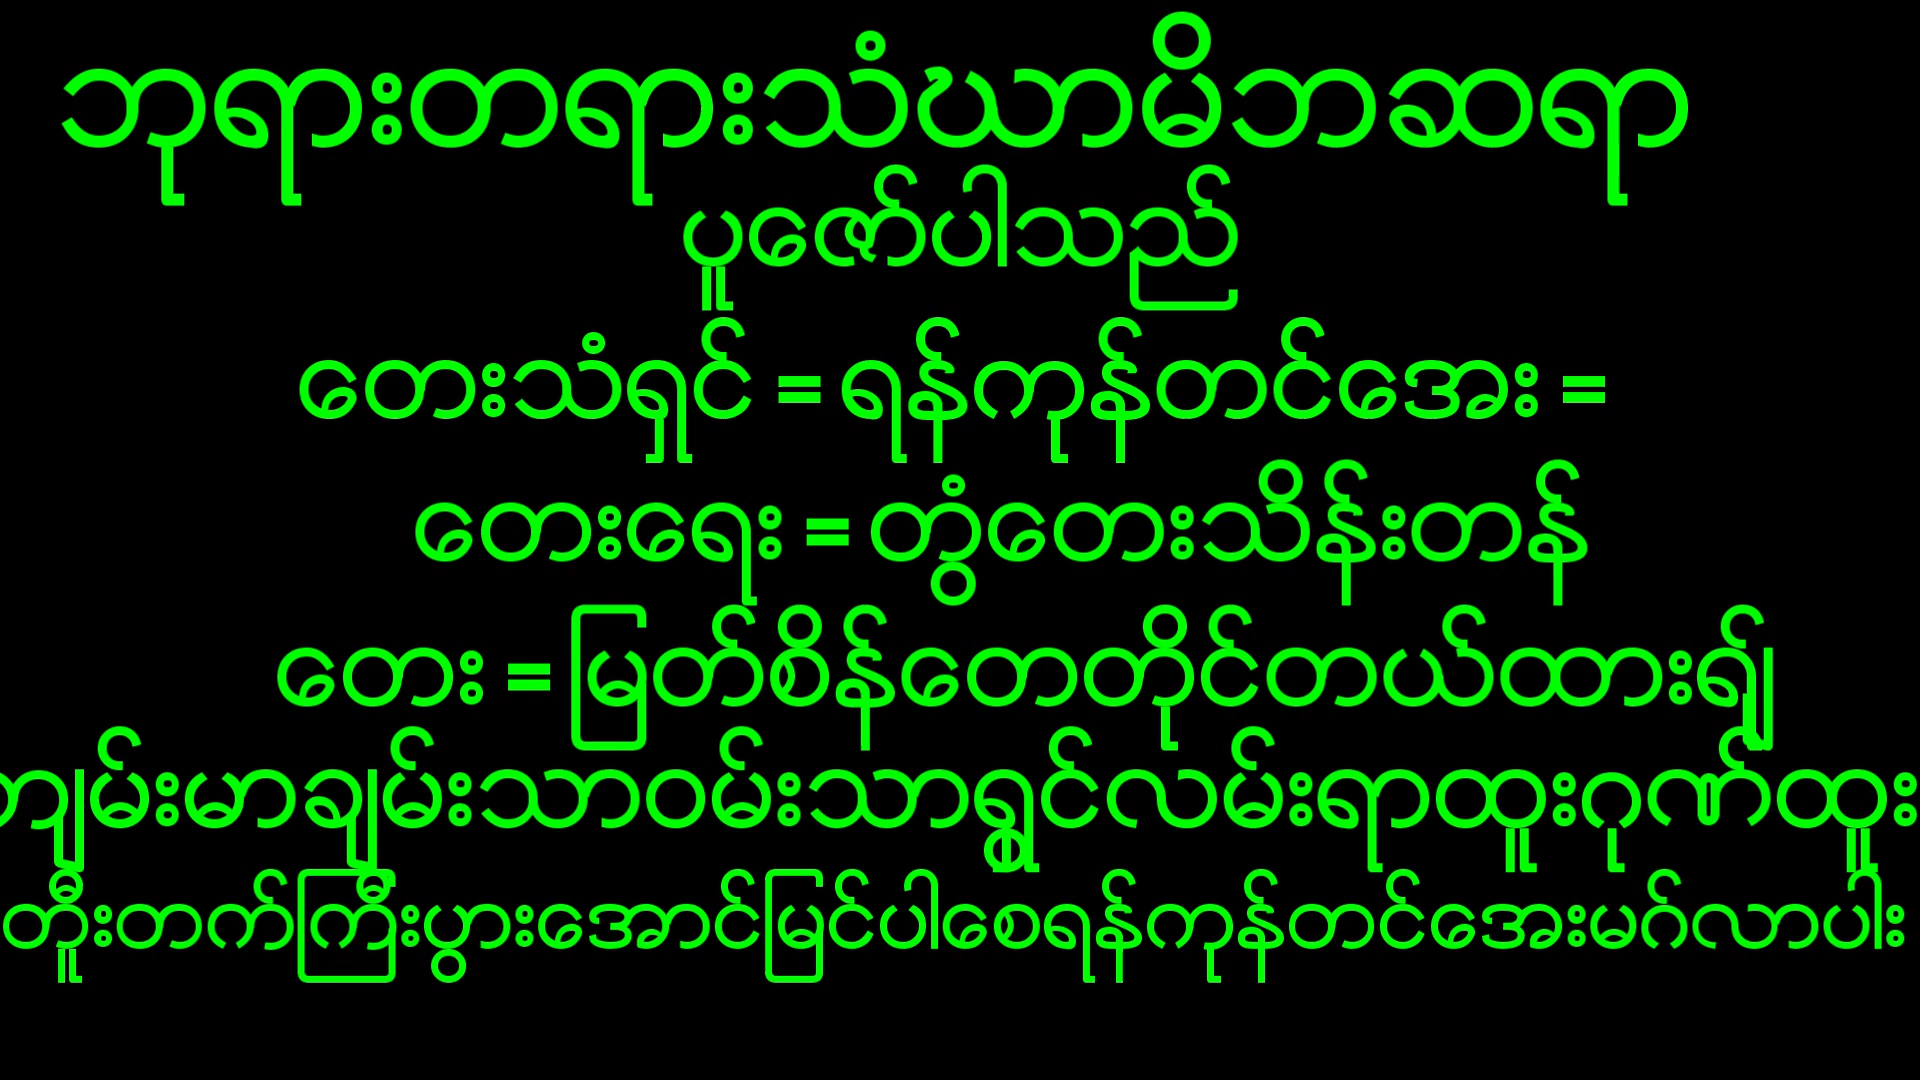 ဘုရားတရားသံဃာမိဘဆရာ
ပူဇော်ပါသည်
တေးသံရှင် = ရန်ကုန်တင်အေး =
တေးရေး = တွံတေးသိန်းတန်
တေး = မြတ်စိန်တေတိုင်တယ်ထား၍
ကျမ်းမာချမ်းသာဝမ်းသာရွှင်လမ်းရာထူးဂုဏ်ထူး
တိူးတက်ကြီးပွားအောင်မြင်ပါစေရန်ကုန်တင်အေးမဂ်လာပါး